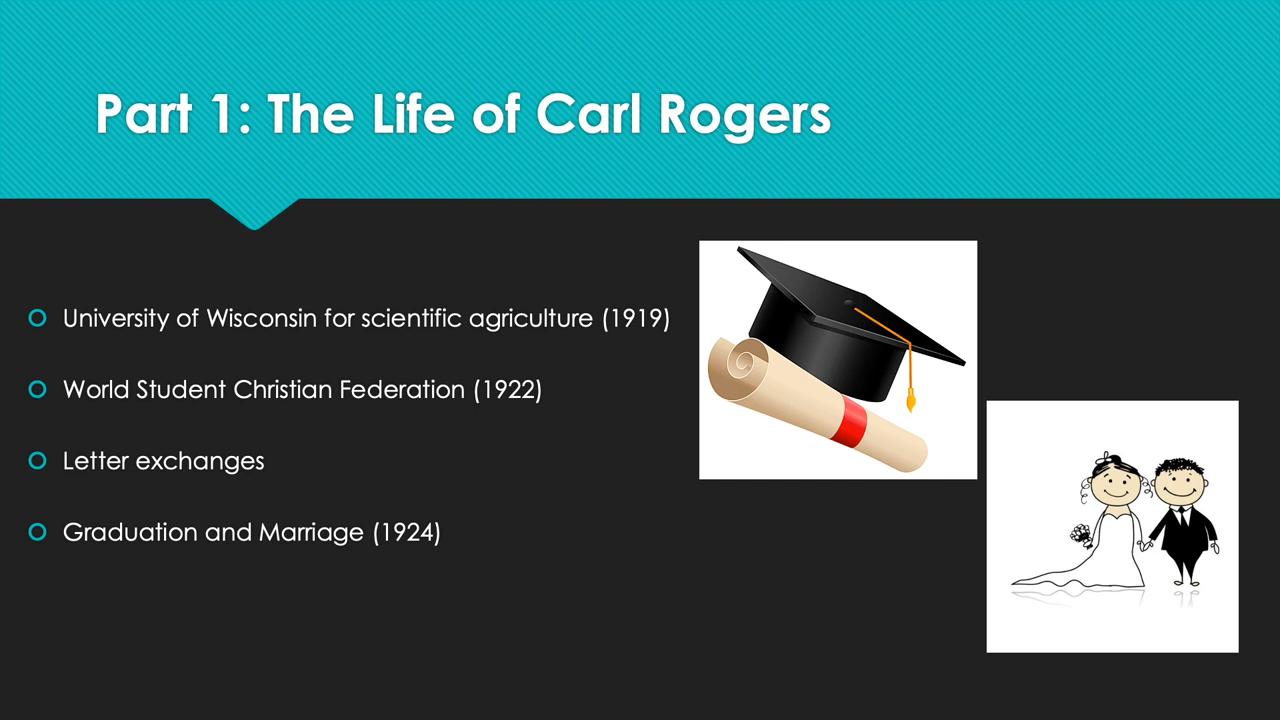 Part 1: The Life of Carl Rogers
University of Wisconsin for scientific agriculture (1919)
World Student Christian Federation (1922)
Letter exchanges
Graduation and Marriage (1924)